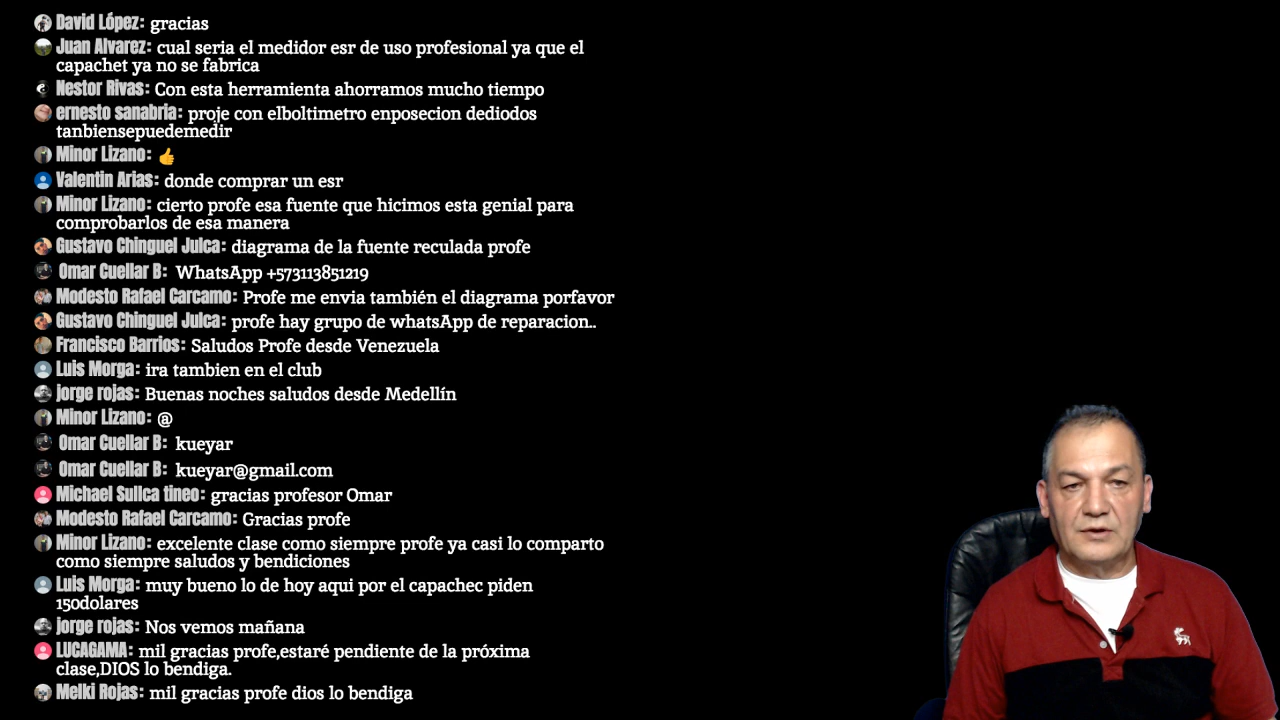 David López: gracias
Juan Alvarez: cual seria el medidor esr de uso profesional ya que el
capachet ya no se fabrica
Nestor Rivas: Con esta herramienta ahorramos mucho tiempo
ernesto sanabria: proje con elboltimetro enposecion dediodos
tanbiensepuedemedir
Minor Lizano: 👍
Valentin Arias: donde comprar un esr
Minor Lizano: cierto profe esa fuente que hicimos esta genial para
comprobarlos de esa manera
Gustavo Chinguel Julca: diagrama de la fuente reculada profe
Omar Cuellar B: WhatsApp +573113851219
Modesto Rafael Carcamo: Profe me envia también el diagrama porfavor
Gustavo Chinguel Julca: profe hay grupo de whatsApp de reparacion..
Francisco Barrios: Saludos Profe desde Venezuela
Luis Morga: ira tambien en el club
jorge rojas: Buenas noches saludos desde Medellín
Minor Lizano: @
Omar Cuellar B: kueyar
Omar Cuellar B: kueyar@gmail.com
Michael Sullca tineo: gracias profesor Omar
Modesto Rafael Carcamo: Gracias profe
Minor Lizano: excelente clase como siempre profe ya casi lo comparto
como siempre saludos y bendiciones
Luis Morga: muy bueno lo de hoy aqui por el capachec piden
150dolares
jorge rojas: Nos vemos mañana
LUCAGAMA: mil gracias profe,estaré pendiente de la próxima
clase,DIOS lo bendiga.
Melki Rojas: mil gracias profe dios lo bendiga